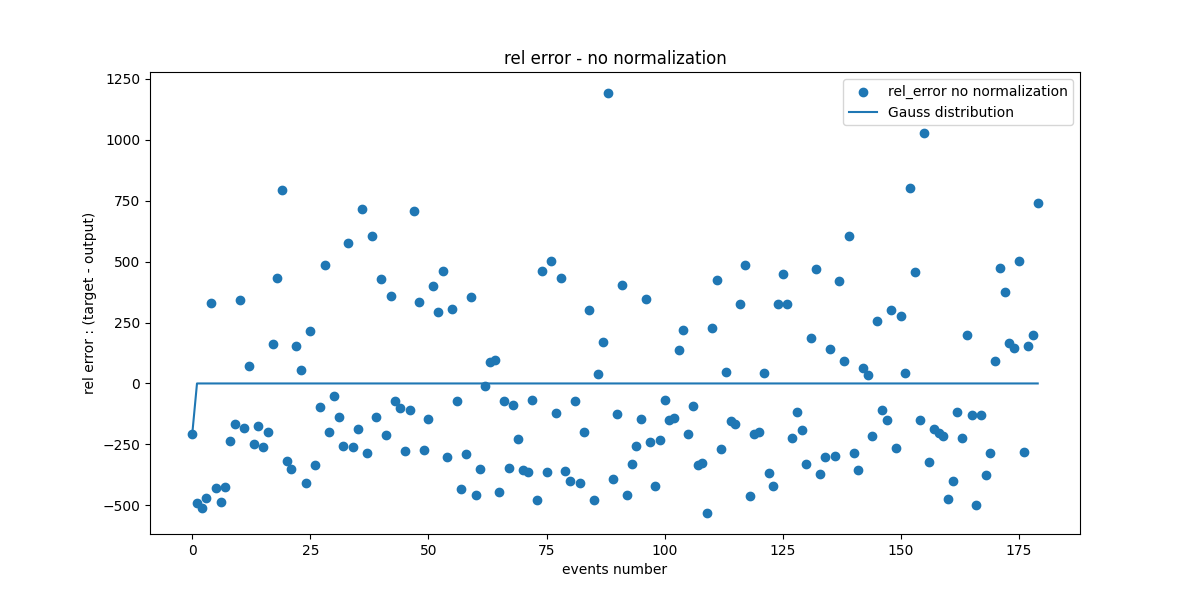 rel error - no normalization
rel_error no normalization
Gauss distribution
rel error : (target - output)
1250
1000
750
500
250
0
−250
−500
0 25 50 75 100 125 150 175
events number